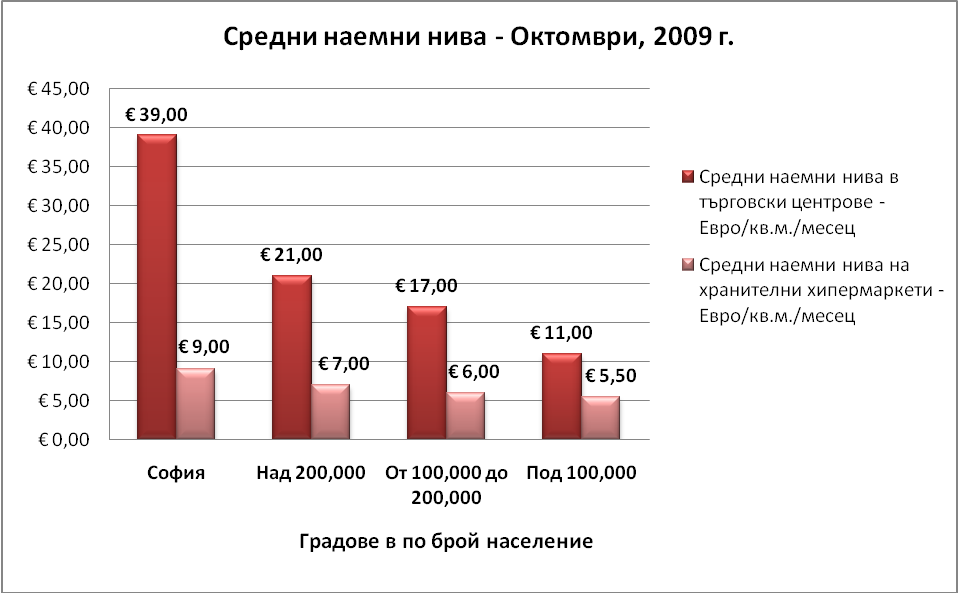 Средни наемни нива - Октомври, 2009 г.
€ 45,00
€ 40,00
€ 35,00
€ 30,00
€ 25,00
€ 20,00
€ 15,00
€ 10,00
€ 5,00
€ 0,00
€ 39,00
€ 9,00
€ 21,00
€ 7,00
€ 17,00
€ 6,00
€ 11,00
€ 5,50
София
Над 200,000
От 100,000 до
200,000
Под 100,000
Градове в по брой население
Средни наемни нива в
търговски центрове -
Евро/кв.м./месец
Средни наемни нива на
хранителни хипермаркети -
Евро/кв.м./месец